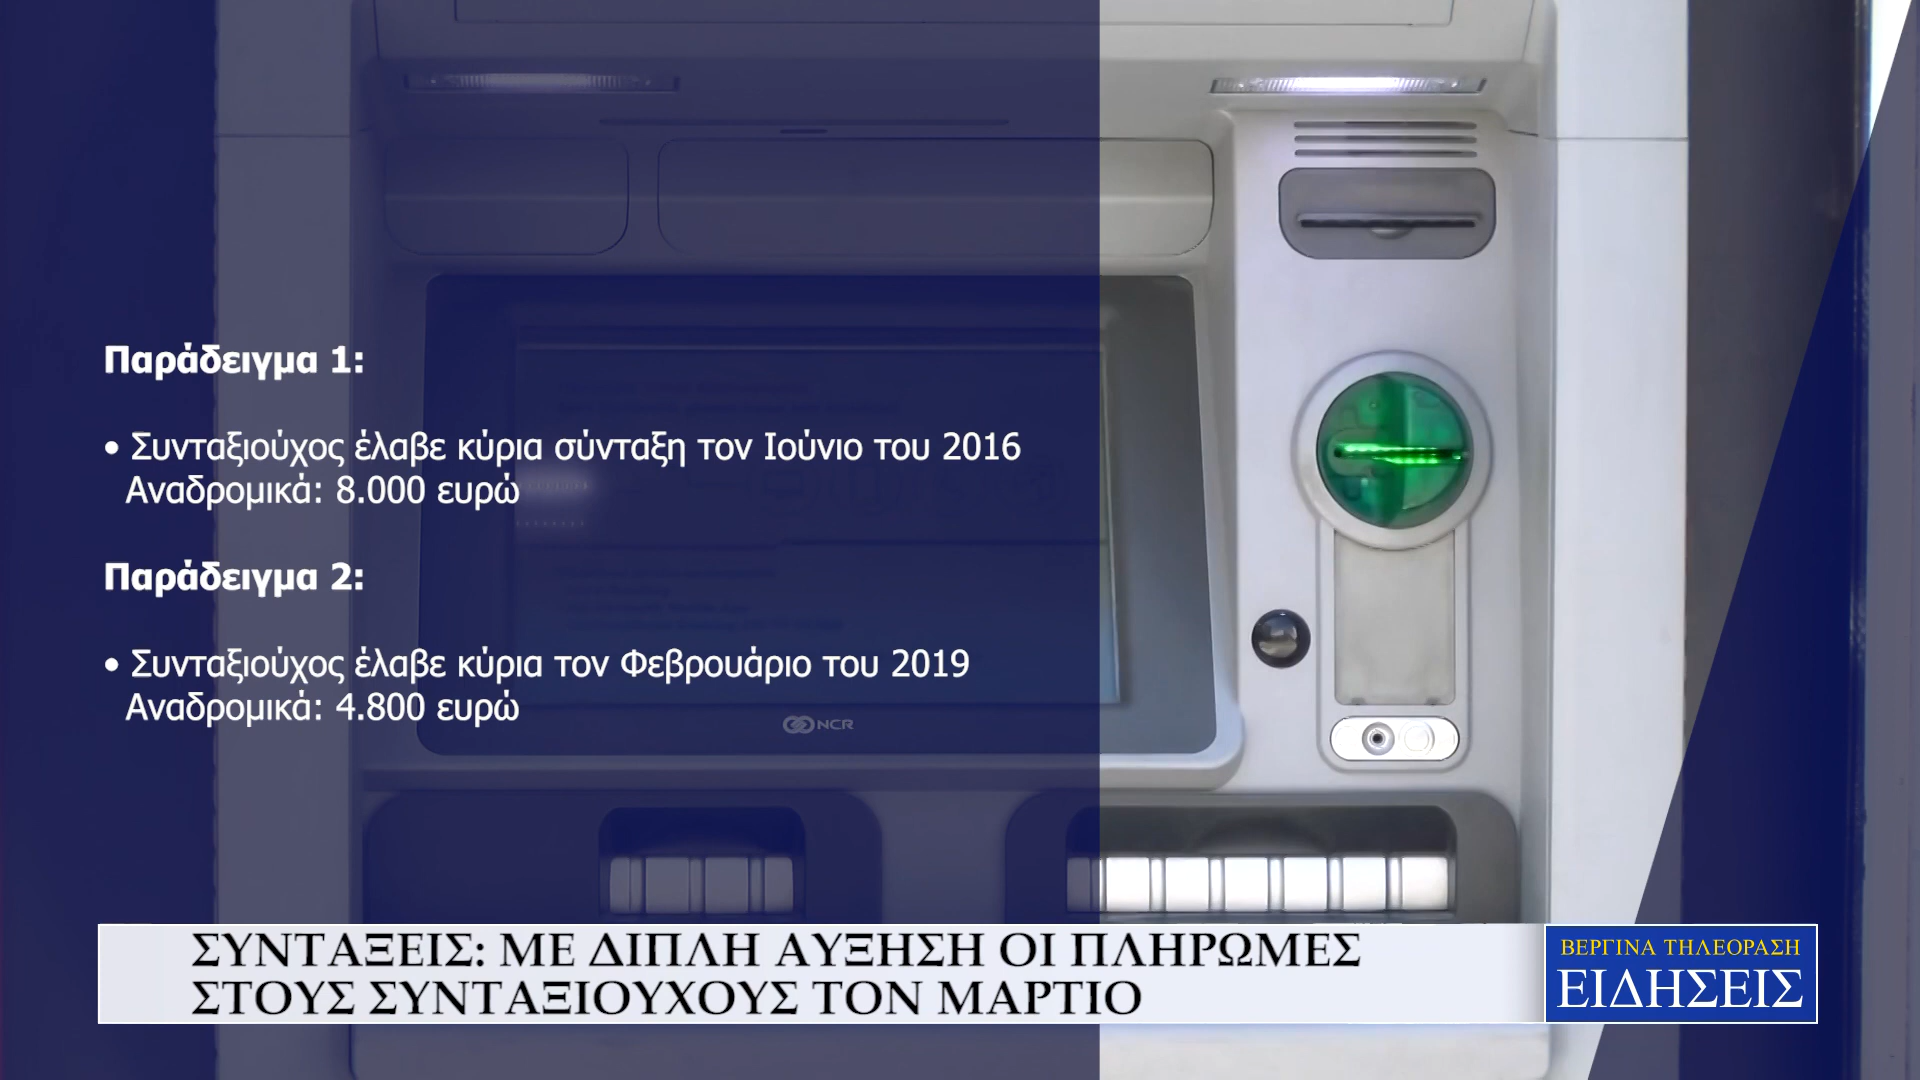 Παράδειγμα 1:
• Συνταξιούχος έλαβε κύρια σύνταξη τον Ιούνιο του 2016
Αναδρομικά: 8.000 ευρώ
Παράδειγμα 2:
• Συνταξιούχος έλαβε κύρια τον Φεβρουάριο του 2019
Αναδρομικά: 4.800 ευρώ
NCR
ΣΥΝΤΑΞΕΙΣ: ΜΕ ΔΙΠΛΗ ΑΥΞΗΣΗ ΟΙ ΠΛΗΡΩΜΕΣ
ΣΤΟΥΣ ΣΥΝΤΑΞΙΟΥΧΟΥΣ ΤΟΝ ΜΑΡΤΙΟ
ΒΕΡΓΙΝΑ ΤΗΛΕΟΡΑΣΗ
ΕΙΔΗΣΕΙΣ